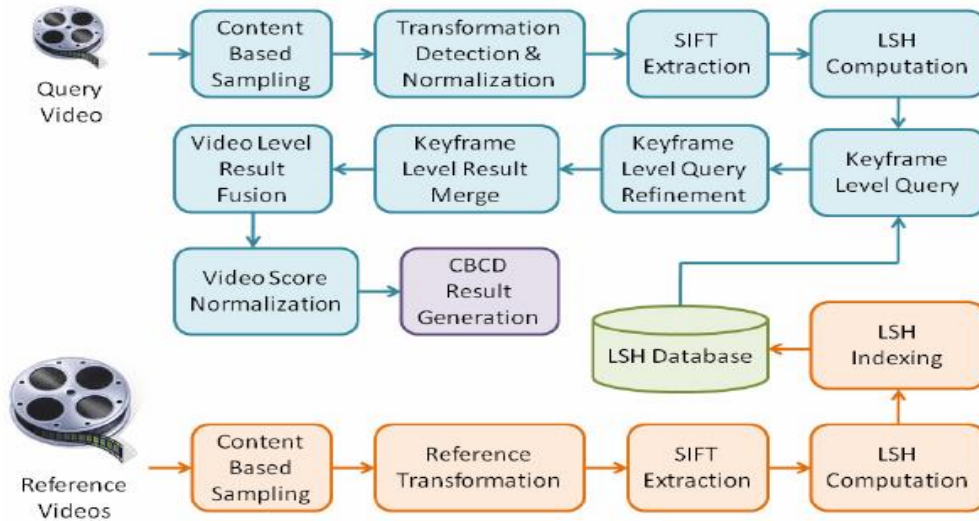 Query
Video
Content
Based
Sampling
Transformation
Detection &
Normalization
SIFT
Extraction
LSH
Computation
Video Level
Result
Fusion
Keyframe
Level Result
Merge
Keyframe
Level Query
Refinement
Keyframe
Level Query
Video Score
Normalization
CBCD
Result
Generation
LSH Database
LSH
Indexing
Reference
Videos
Content
Based
Sampling
Reference
Transformation
SIFT
Extraction
LSH
Computation